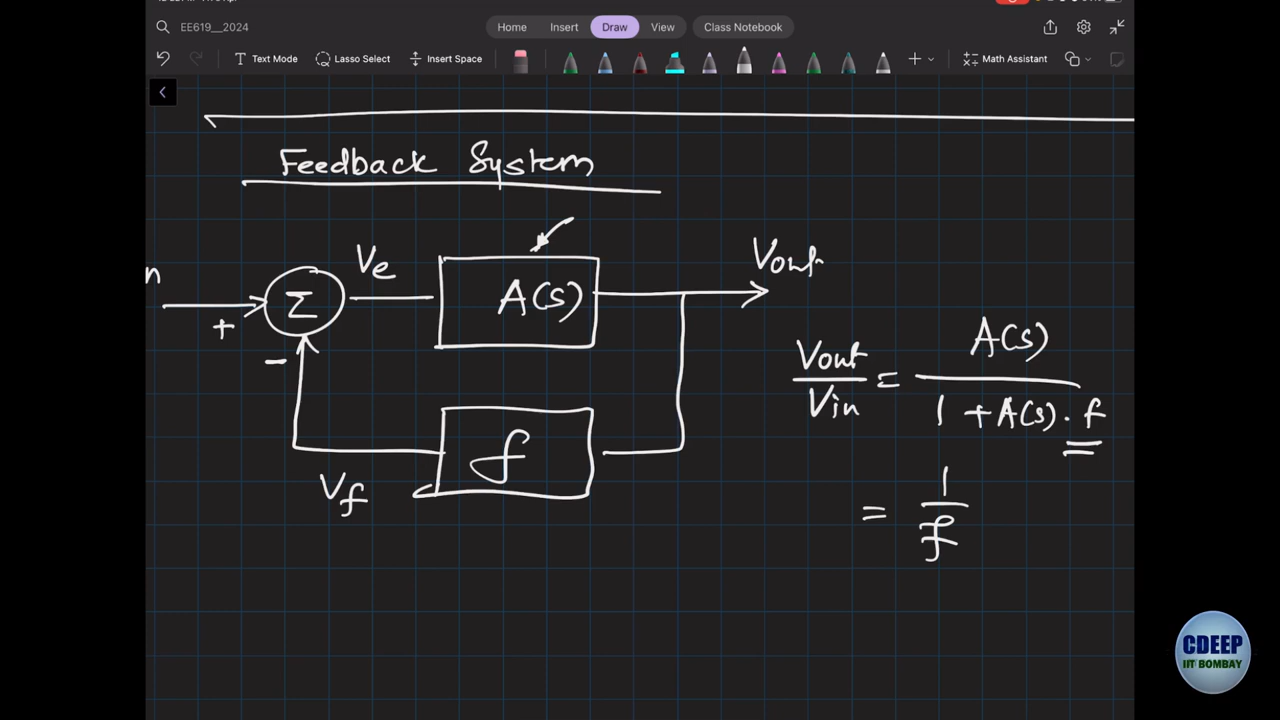 EE619__2024
Home Insert Draw View Class Notebook
Text Mode Lasso Select Insert Space Math Assistant
Feedback System
n
+
-
Σ
Ve
A(s)
Vout
f
Vf
Vout/Vin = A(s)/(1 + A(s) · f)
= 1/f
CDEEP
IIT BOMBAY